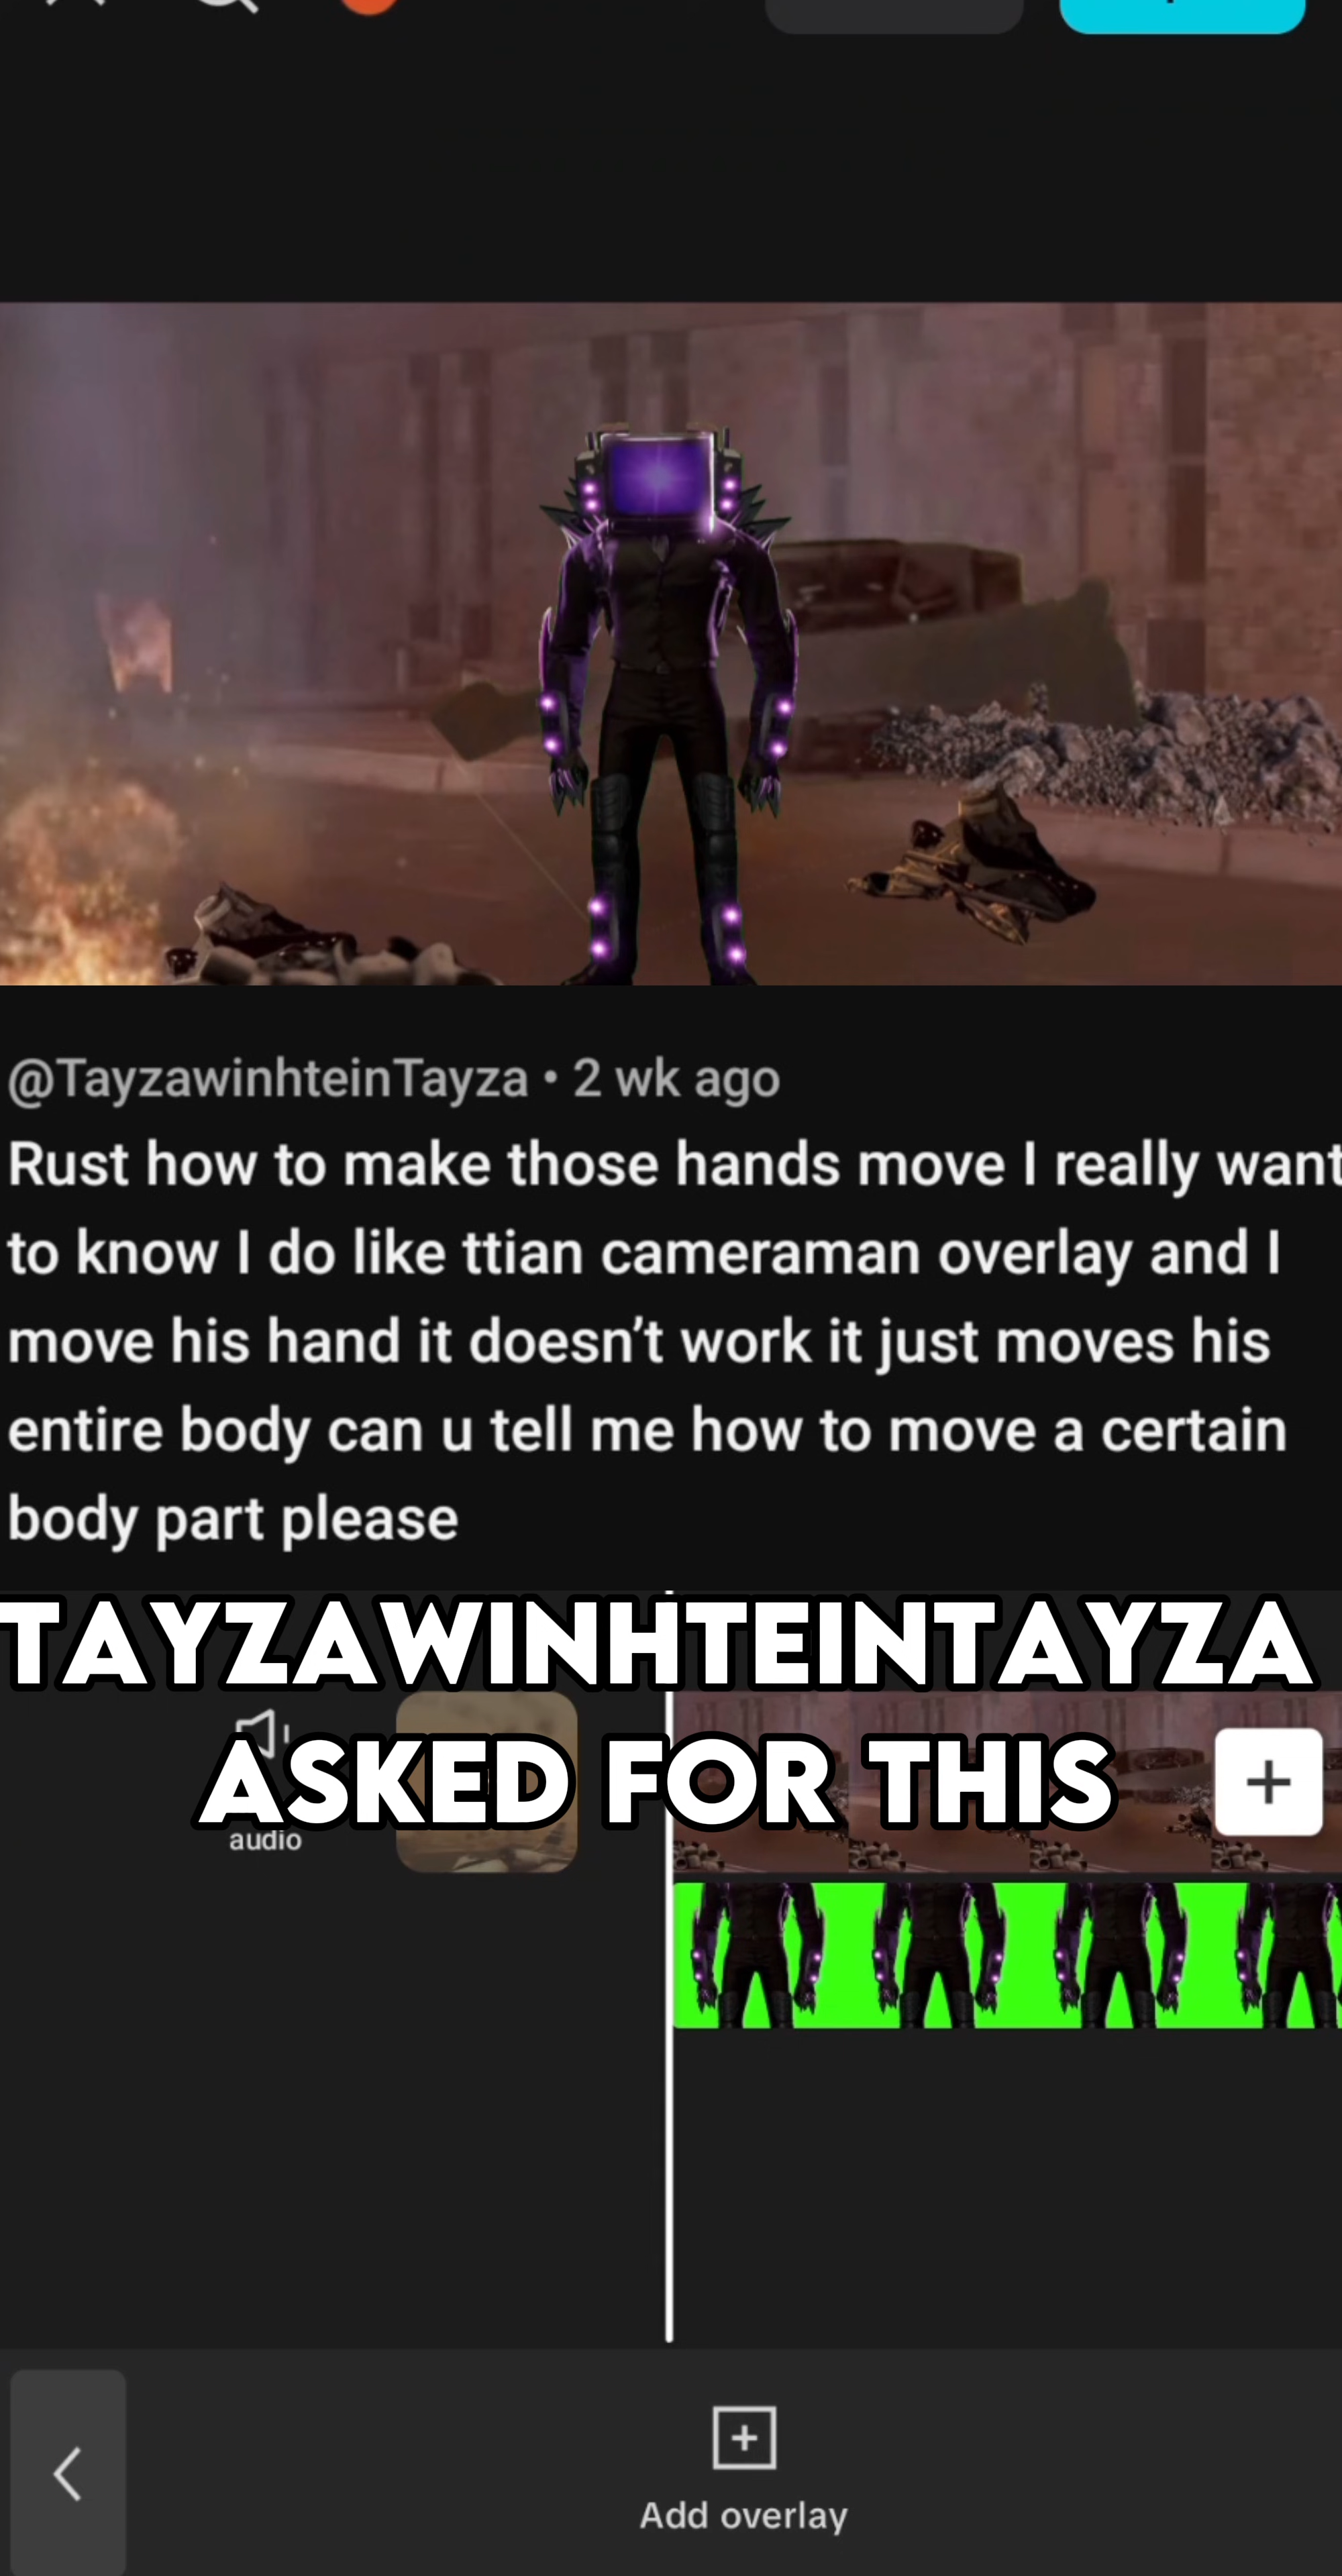 @TayzawinhteinTayza • 2 wk ago
Rust how to make those hands move I really want
to know I do like ttian cameraman overlay and I
move his hand it doesn’t work it just moves his
entire body can u tell me how to move a certain
body part please
TAYZAWINHTEINTAYZA
ASKED FOR THIS
audio
Add overlay